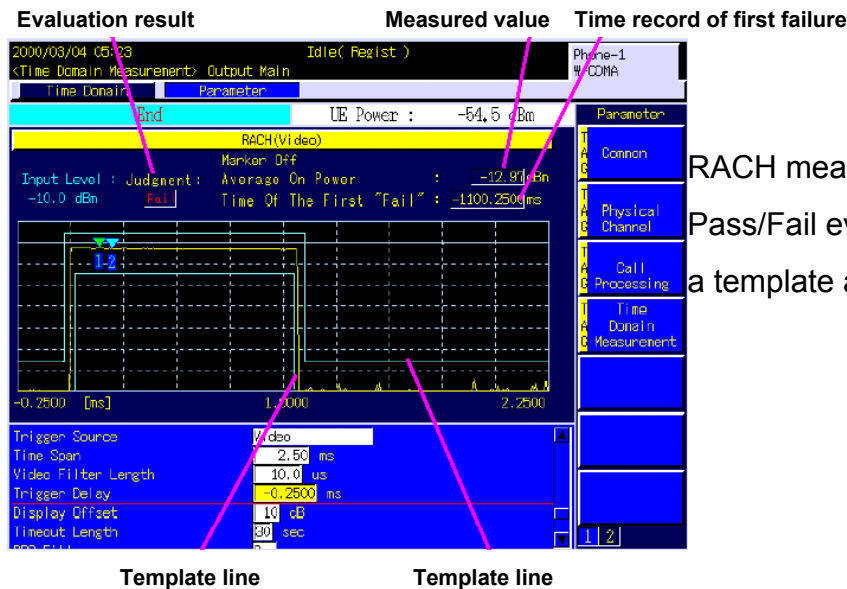 Evaluation result
Measured value
Time record of first failure
2000/03/04 05:23
Idle( Regist )
Phone-1
<Time Domain Measurement> Output Main
W-CDMA
Time Domain
Parameter
End
UE Power : -54.5 dBm
Parameter
RACH(Video)
Marker Off
Input Level : Judgment: Average On Power : -12.97 dBm
-10.0 dBm Fail Time Of The First "Fail" : -1100.2500 ms
1 2
-0.2500 [ms]
1.0000
2.2500
TAG Common
TAG Physical Channel
TAG Call Processing
TAG Time Domain Measurement
1 2
RACH mea
Pass/Fail ev
a template a
Trigger Source Video
Time Span 2.50 ms
Video Filter Length 10.0 us
Trigger Delay -0.2500 ms
Display Offset 10 dB
Timeout Length 30 sec
Template line
Template line